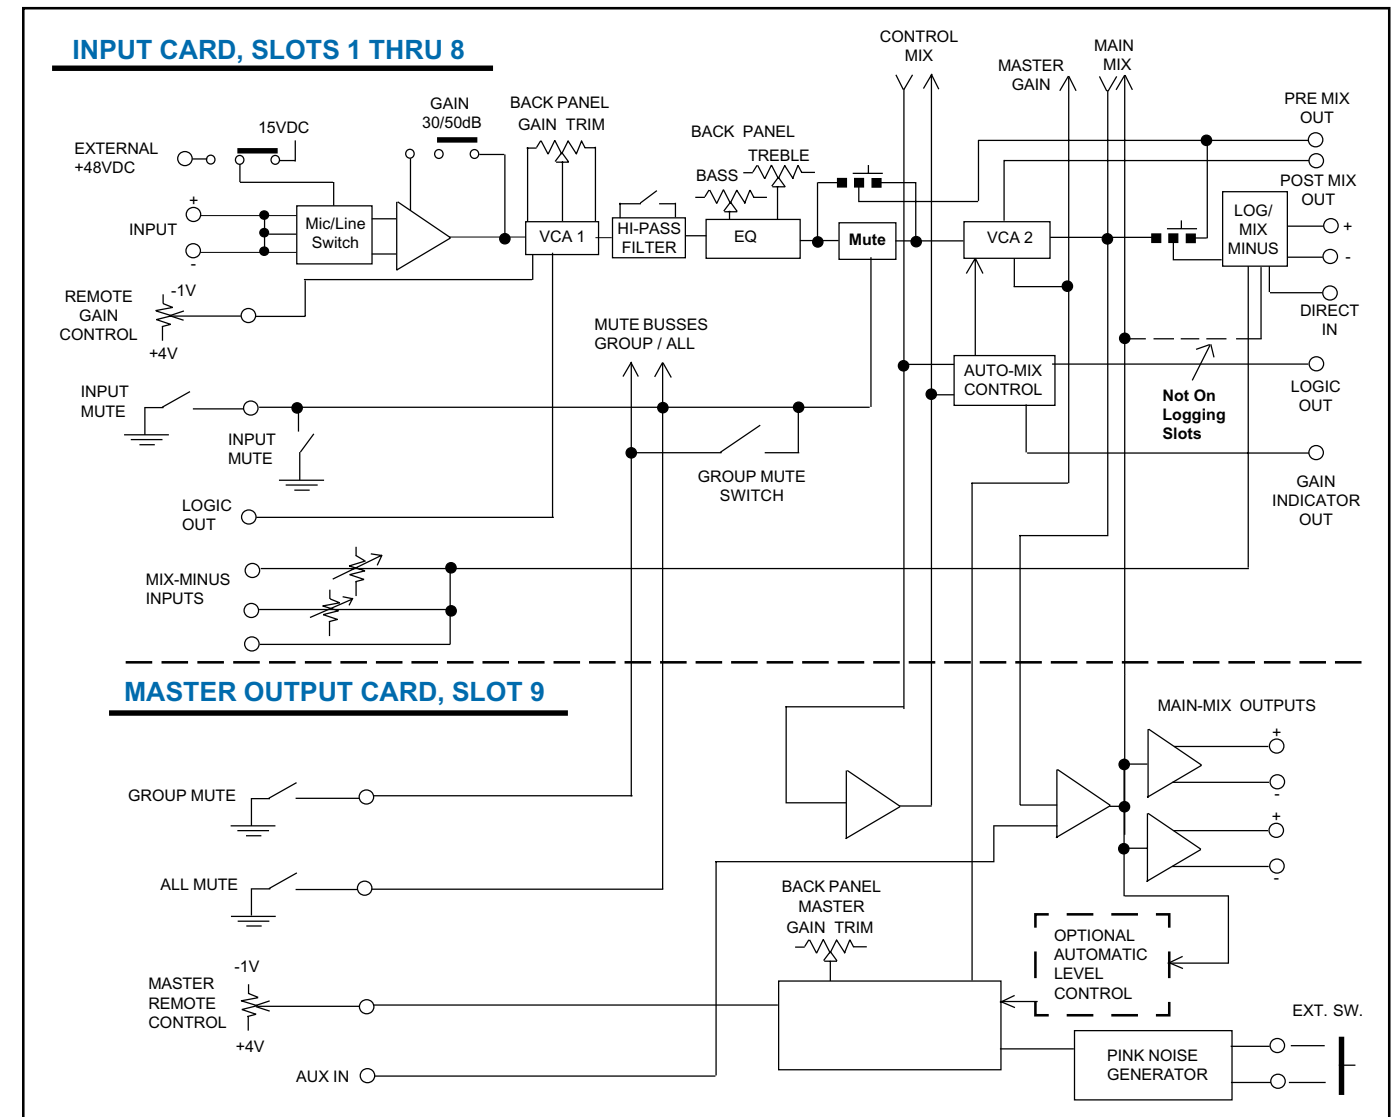 INPUT CARD, SLOTS 1 THRU 8
CONTROL
MIX
MASTER
GAIN
MAIN
MIX
PRE MIX
OUT
POST MIX
OUT
EXTERNAL
+48VDC
15VDC
GAIN
30/50dB
BACK PANEL
GAIN TRIM
BACK PANEL
TREBLE
BASS
INPUT
+
-
Mic/Line
Switch
VCA 1
HI-PASS
FILTER
EQ
Mute
VCA 2
LOG/
MIX
MINUS
+
-
DIRECT
IN
REMOTE
GAIN
CONTROL
-1V
+4V
MUTE BUSSES
GROUP / ALL
AUTO-MIX
CONTROL
Not On
Logging
Slots
LOGIC
OUT
INPUT
MUTE
INPUT
MUTE
GROUP MUTE
SWITCH
GAIN
INDICATOR
OUT
LOGIC
OUT
MIX-MINUS
INPUTS
MASTER OUTPUT CARD, SLOT 9
MAIN-MIX OUTPUTS
+
-
+
-
GROUP MUTE
ALL MUTE
BACK PANEL
MASTER
GAIN TRIM
OPTIONAL
AUTOMATIC
LEVEL
CONTROL
MASTER
REMOTE
CONTROL
-1V
+4V
EXT. SW.
PINK NOISE
GENERATOR
AUX IN